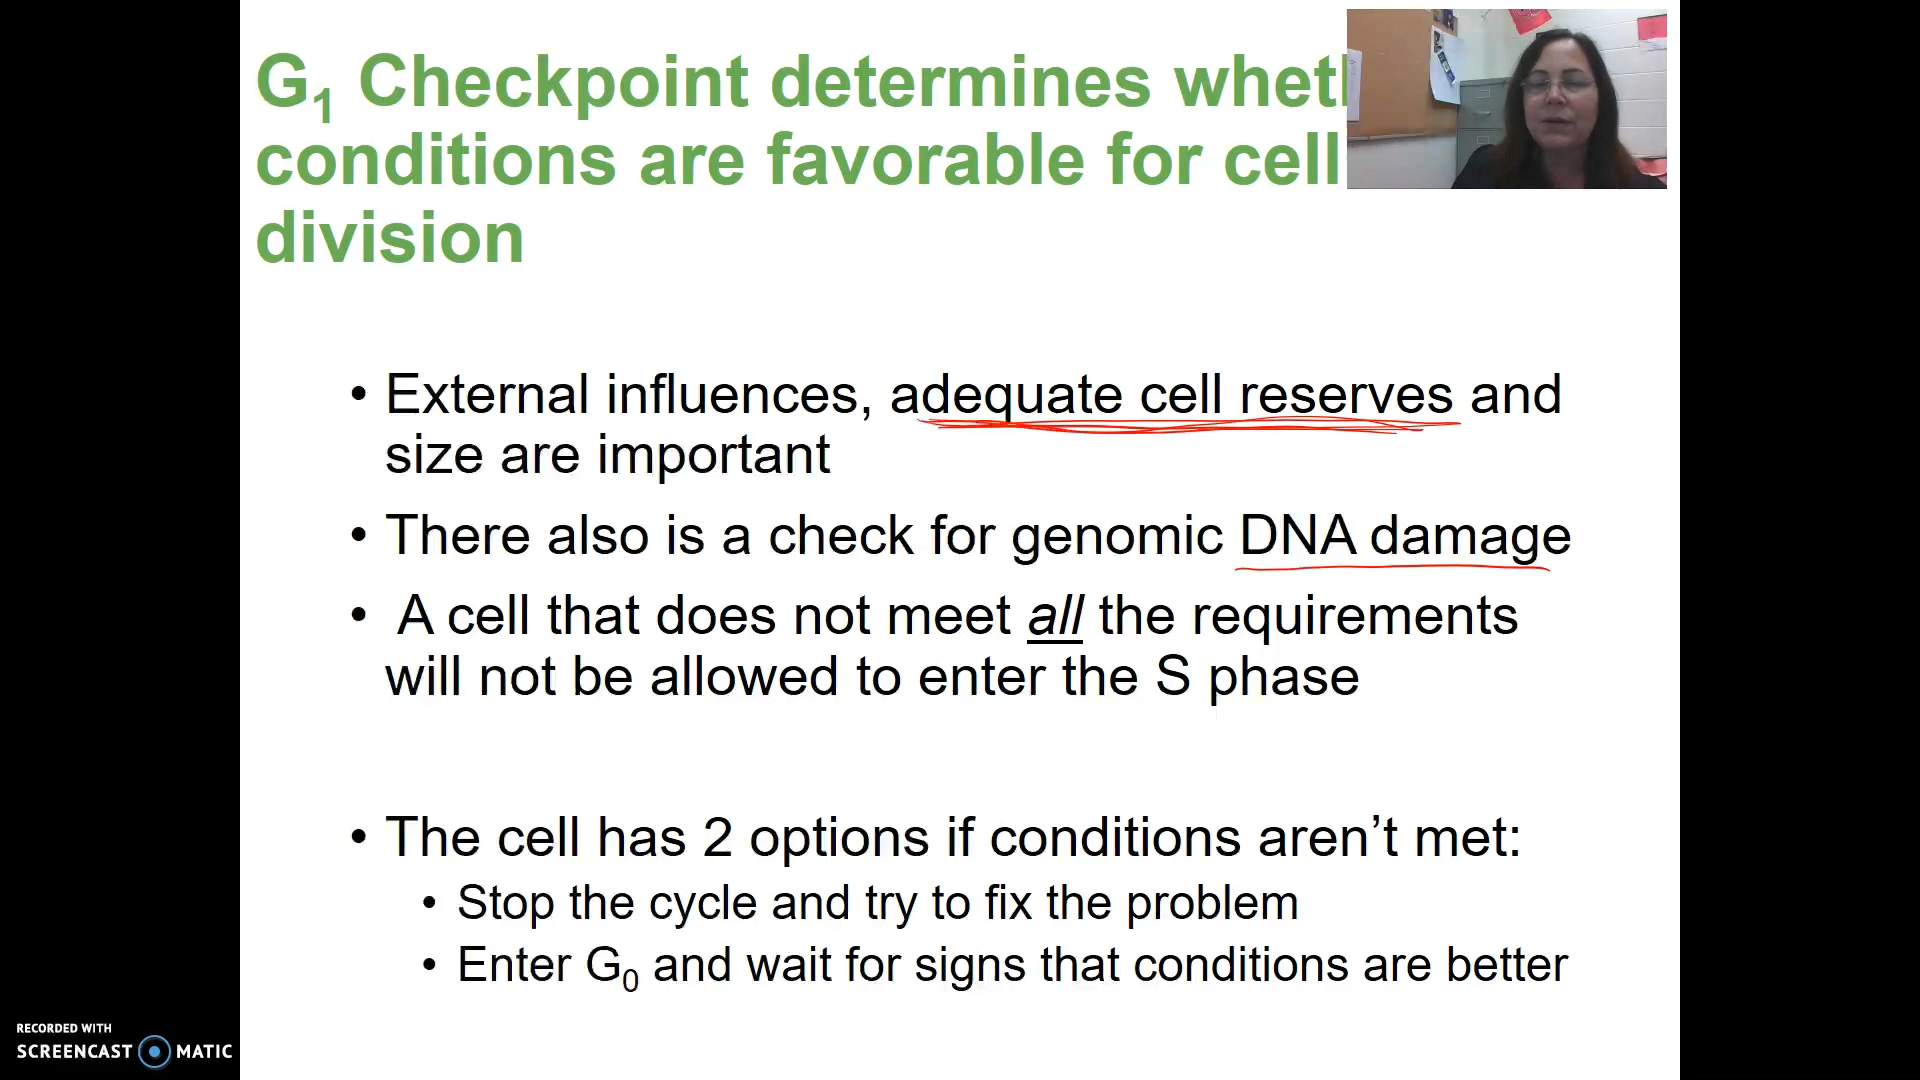 G₁ Checkpoint determines whet
conditions are favorable for cell
division
• External influences, adequate cell reserves and
size are important
• There also is a check for genomic DNA damage
• A cell that does not meet all the requirements
will not be allowed to enter the S phase
• The cell has 2 options if conditions aren’t met:
• Stop the cycle and try to fix the problem
• Enter G₀ and wait for signs that conditions are better
RECORDED WITH
SCREENCAST MATIC